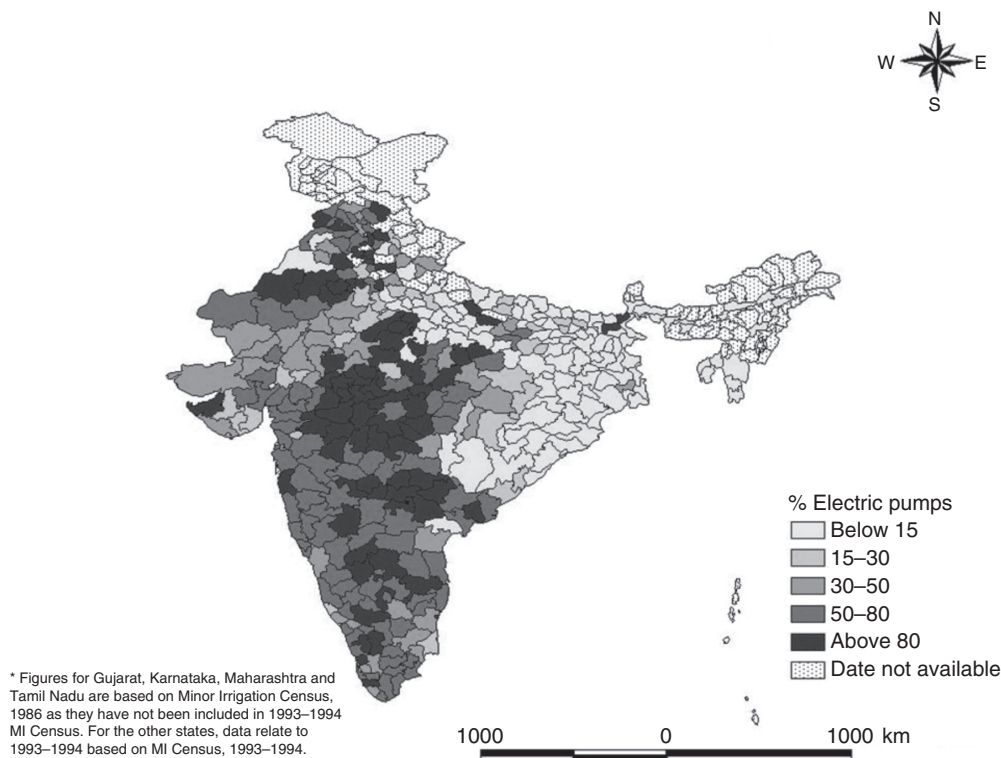 N
W E
S
% Electric pumps
Below 15
15–30
30–50
50–80
Above 80
Date not available
* Figures for Gujarat, Karnataka, Maharashtra and
Tamil Nadu are based on Minor Irrigation Census,
1986 as they have not been included in 1993–1994
MI Census. For the other states, data relate to
1993–1994 based on MI Census, 1993–1994.
1000 0 1000 km